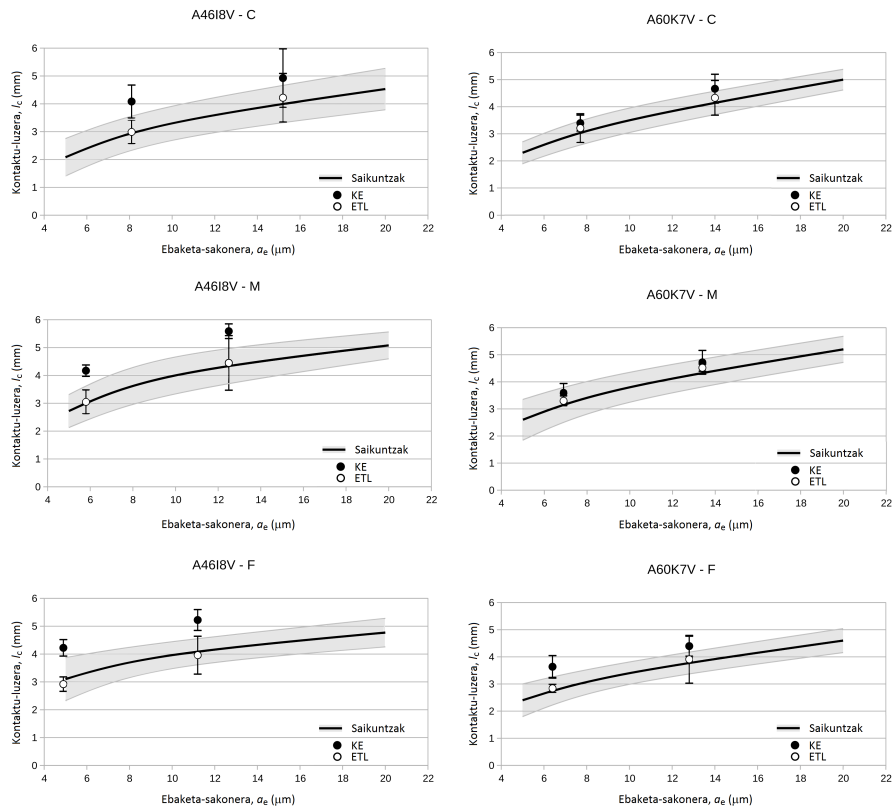 A46I8V - C
Kontaktu-luzera, lc (mm)
6
5
4
3
2
1
0
4 6 8 10 12 14 16 18 20 22
Ebaketa-sakonera, ae (µm)
Saikuntzak
KE
ETL
A60K7V - C
Kontaktu-luzera, lc (mm)
6
5
4
3
2
1
0
4 6 8 10 12 14 16 18 20 22
Ebaketa-sakonera, ae (µm)
Saikuntzak
KE
ETL
A46I8V - M
Kontaktu-luzera, lc (mm)
6
5
4
3
2
1
0
4 6 8 10 12 14 16 18 20 22
Ebaketa-sakonera, ae (µm)
Saikuntzak
KE
ETL
A60K7V - M
Kontaktu-luzera, lc (mm)
6
5
4
3
2
1
0
4 6 8 10 12 14 16 18 20 22
Ebaketa-sakonera, ae (µm)
Saikuntzak
KE
ETL
A46I8V - F
Kontaktu-luzera, lc (mm)
6
5
4
3
2
1
0
4 6 8 10 12 14 16 18 20 22
Ebaketa-sakonera, ae (µm)
Saikuntzak
KE
ETL
A60K7V - F
Kontaktu-luzera, lc (mm)
6
5
4
3
2
1
0
4 6 8 10 12 14 16 18 20 22
Ebaketa-sakonera, ae (µm)
Saikuntzak
KE
ETL